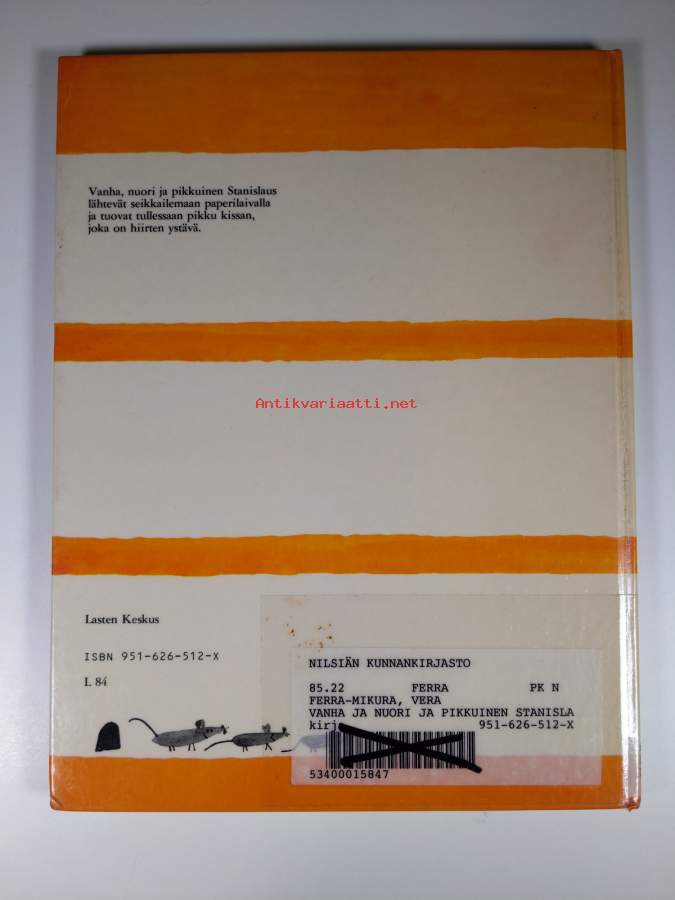 Vanha, nuori ja pikkuinen Stanislaus
lähtevät seikkailemaan paperilaivalla
ja tuovat tullessaan pikku kissan,
joka on hiirten ystävä.
Antikvariaatti.net
Lasten Keskus
ISBN 951-626-512-X
L 84
NILSIÄN KUNNANKIRJASTO
85.22 FERRA PK N
FERRA-MIKURA, VERA
VANHA JA NUORI JA PIKKUINEN STANISLA
kirj 951-626-512-X
53400015847